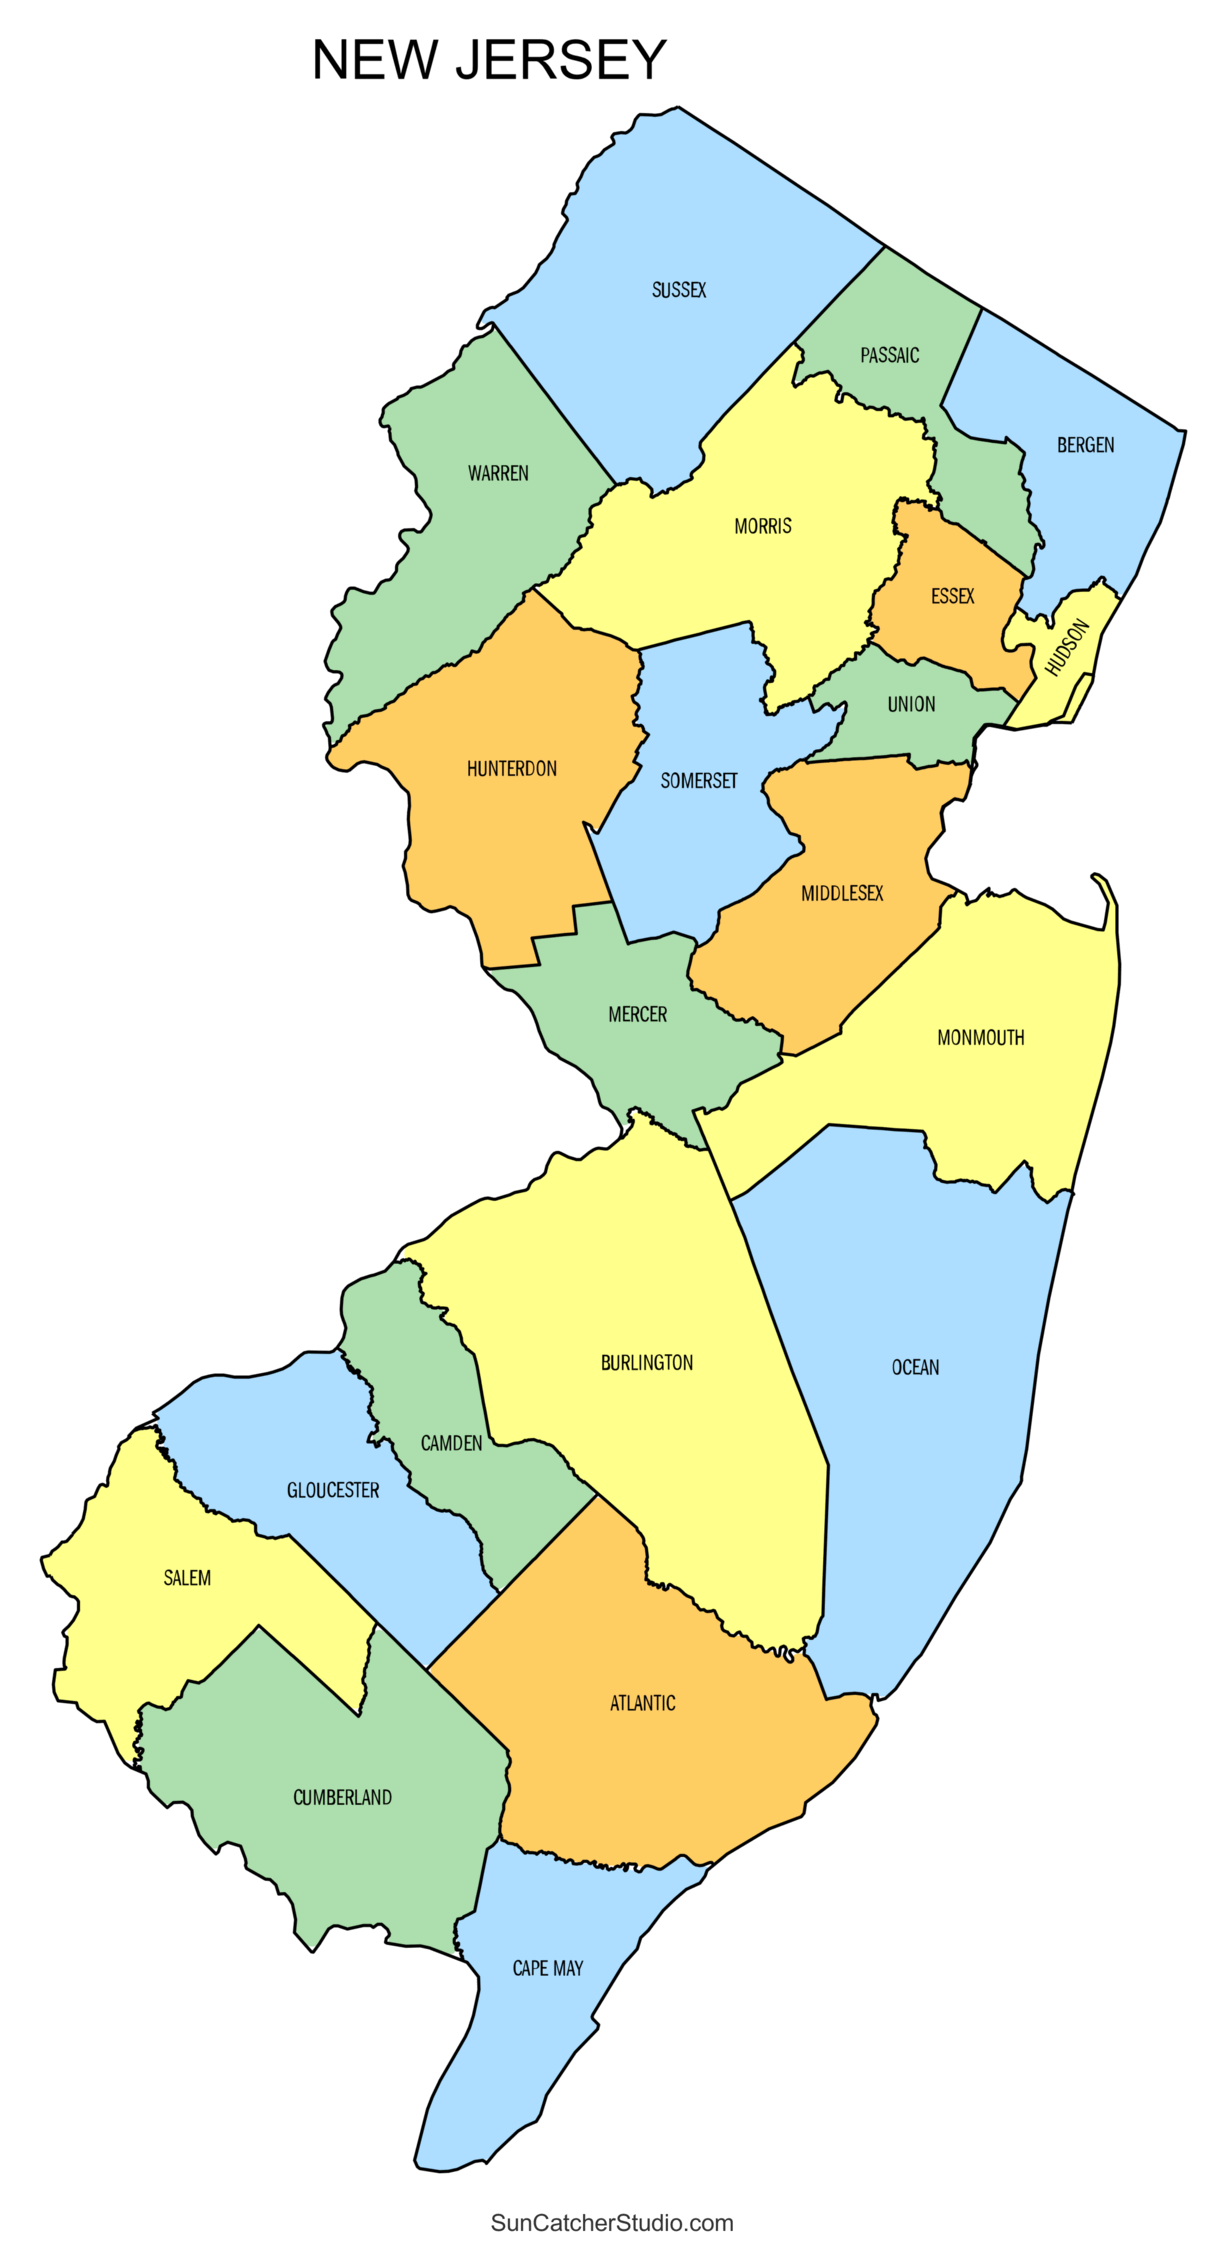 NEW JERSEY
SUSSEX
PASSAIC
BERGEN
WARREN
MORRIS
ESSEX
HUDSON
UNION
HUNTERDON
SOMERSET
MIDDLESEX
MERCER
MONMOUTH
BURLINGTON
OCEAN
CAMDEN
GLOUCESTER
SALEM
ATLANTIC
CUMBERLAND
CAPE MAY
SunCatcherStudio.com